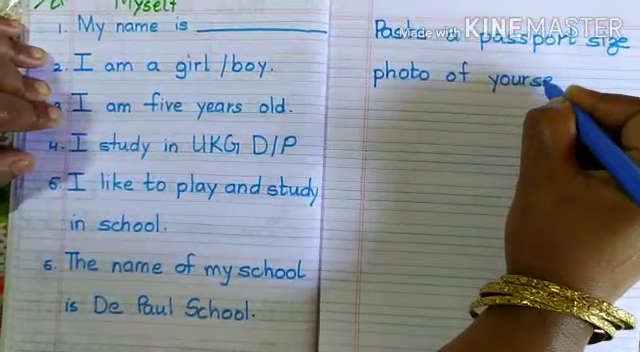 Myself
1. My name is
2. I am a girl /boy.
3 I am five years old.
4. I study in UKG D/P
5. I like to play and study
in school.
6. The name of my school
is De Paul School.
Paste a passport size
photo of yourse
Made with KINEMASTER